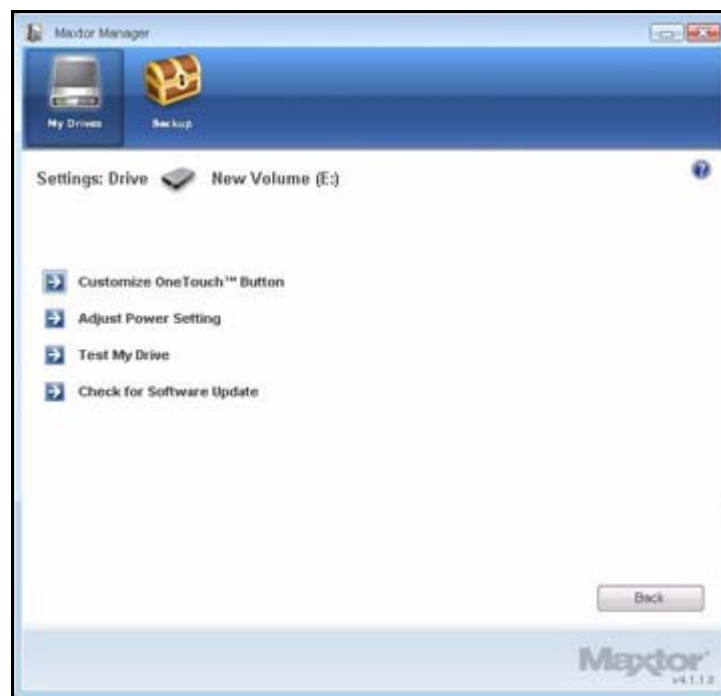 Maxtor Manager
My Drives
Backup
Settings: Drive New Volume (E:)
?
Customize OneTouch™ Button
Adjust Power Setting
Test My Drive
Check for Software Update
Back
Maxtor